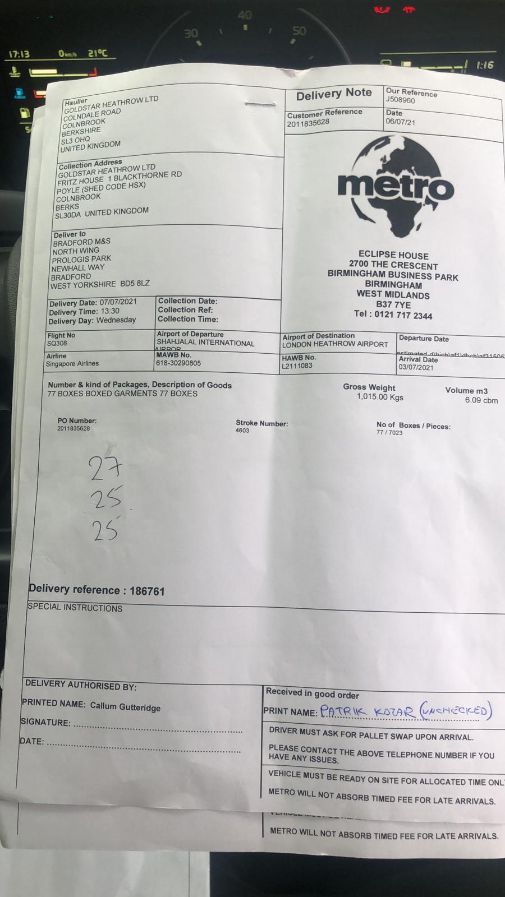 40
30
50
17:13
21°C
1:16
Haulier
GOLDSTAR HEATHROW LTD
COLNDALE ROAD
COLNBROOK
BERKSHIRE
SL3 0HQ
UNITED KINGDOM
Delivery Note
Our Reference
J508960
Customer Reference
2011835628
Date
06/07/21
Collection Address
GOLDSTAR HEATHROW LTD
FRITZ HOUSE 1 BLACKTHORNE RD
POYLE (SHED CODE HSX)
COLNBROOK
BERKS
SL30DA UNITED KINGDOM
metro
Deliver to
BRADFORD M&S
NORTH WING
PROLOGIS PARK
NEWHALL WAY
BRADFORD
WEST YORKSHIRE BD5 8LZ
ECLIPSE HOUSE
2700 THE CRESCENT
BIRMINGHAM BUSINESS PARK
BIRMINGHAM
WEST MIDLANDS
B37 7YE
Tel : 0121 717 2344
Delivery Date: 07/07/2021
Delivery Time: 13:30
Delivery Day: Wednesday
Collection Date:
Collection Ref:
Collection Time:
Flight No
SQ308
Airport of Departure
SHAHJALAL INTERNATIONAL
Airport of Destination
LONDON HEATHROW AIRPORT
Departure Date
Airline
Singapore Airlines
MAWB No.
618-30290805
HAWB No.
L2111083
Arrival Date
03/07/2021
Number & kind of Packages, Description of Goods
77 BOXES BOXED GARMENTS 77 BOXES
Gross Weight
1,015.00 Kgs
Volume m3
6.09 cbm
PO Number:
2011835628
Stroke Number:
4603
No of Boxes / Pieces:
77 / 7023
27
25
25
Delivery reference : 186761
SPECIAL INSTRUCTIONS
DELIVERY AUTHORISED BY:
PRINTED NAME: Callum Gutteridge
SIGNATURE:
DATE:
Received in good order
PRINT NAME: PATRIK KOZAR (UNCHECKED)
DRIVER MUST ASK FOR PALLET SWAP UPON ARRIVAL.
PLEASE CONTACT THE ABOVE TELEPHONE NUMBER IF YOU
HAVE ANY ISSUES.
VEHICLE MUST BE READY ON SITE FOR ALLOCATED TIME ONL
METRO WILL NOT ABSORB TIMED FEE FOR LATE ARRIVALS.
METRO WILL NOT ABSORB TIMED FEE FOR LATE ARRIVALS.